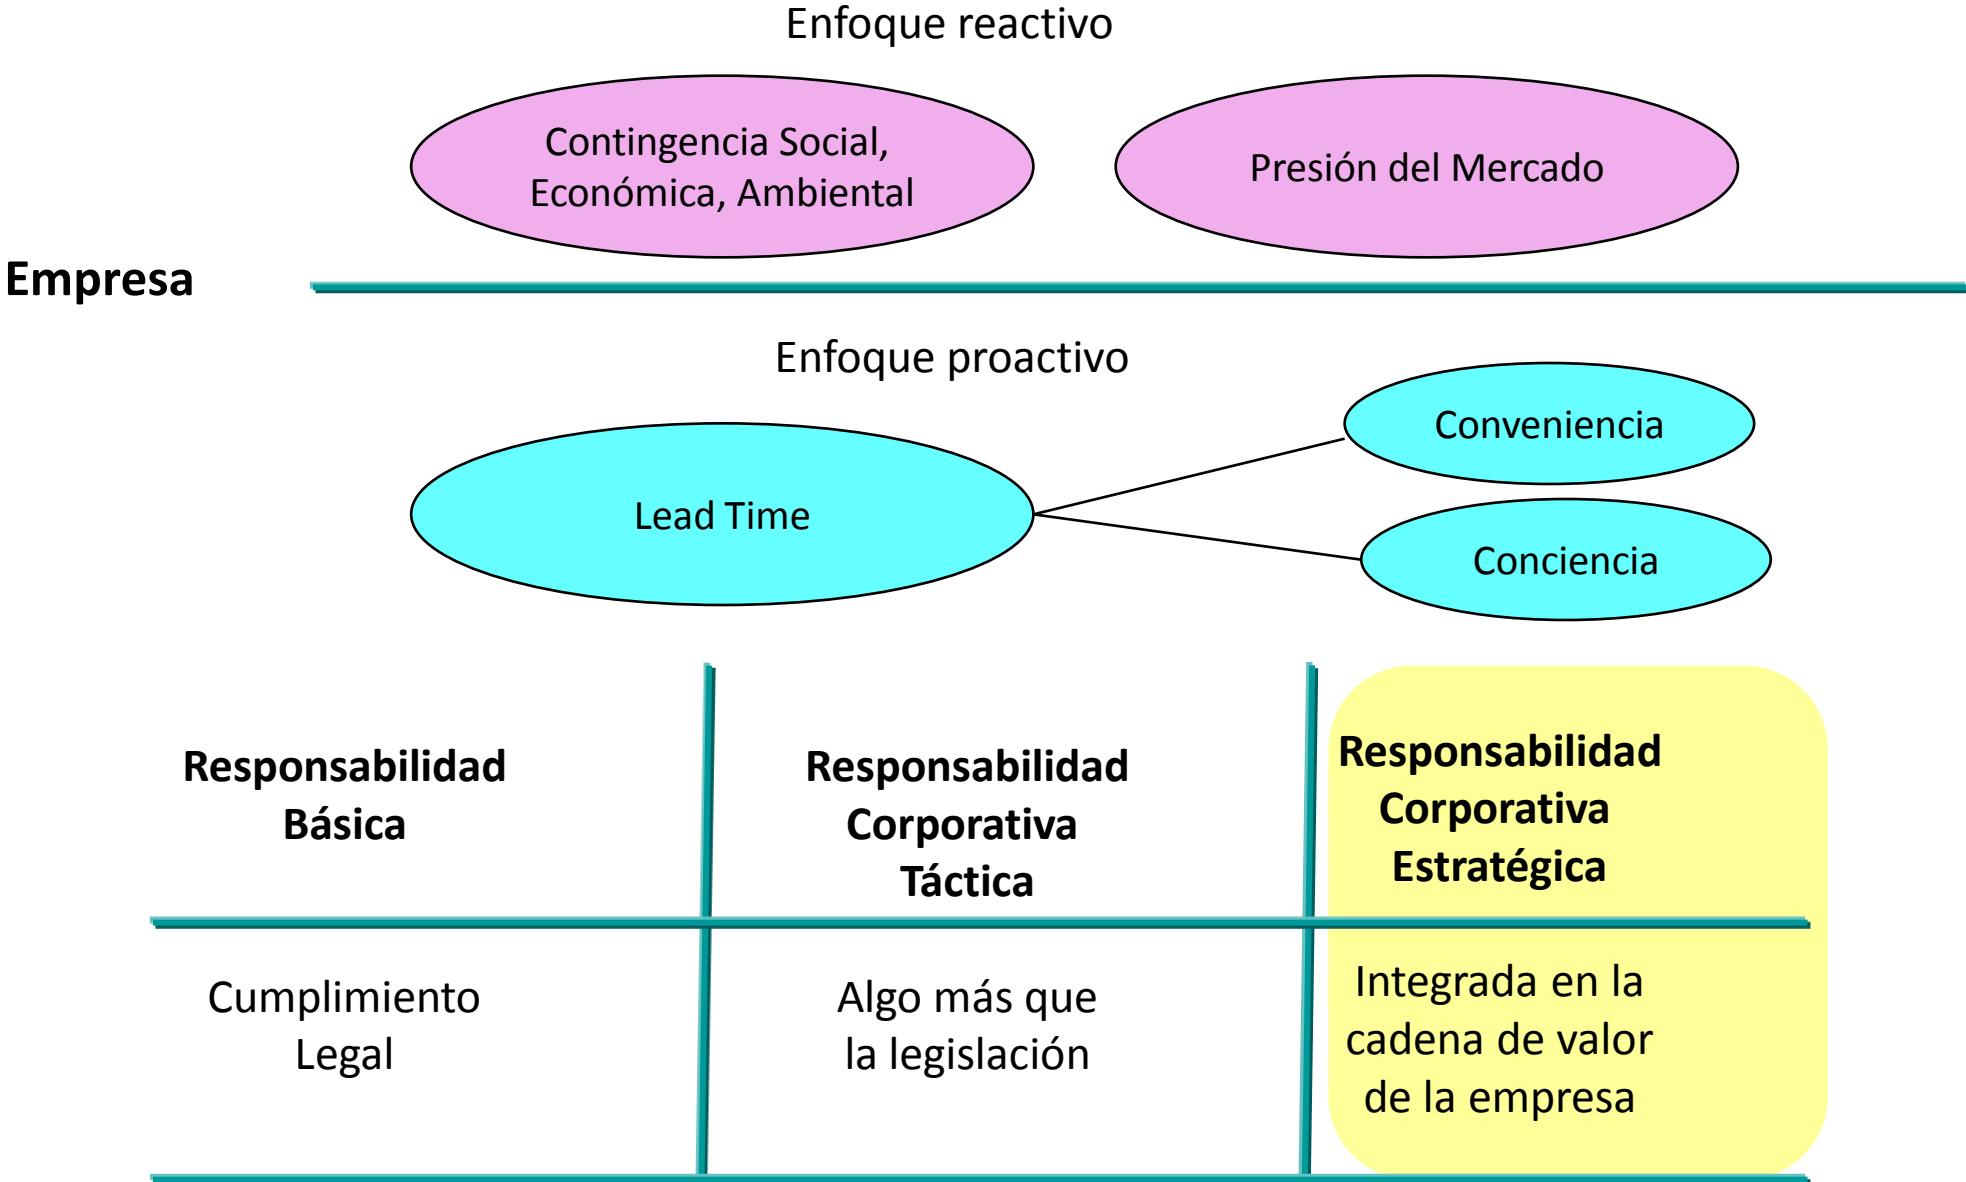 Enfoque reactivo
Contingencia Social,
Económica, Ambiental
Presión del Mercado
Empresa
Enfoque proactivo
Lead Time
Conveniencia
Conciencia
Responsabilidad
Básica
Responsabilidad
Corporativa
Táctica
Responsabilidad
Corporativa
Estratégica
Cumplimiento
Legal
Algo más que
la legislación
Integrada en la
cadena de valor
de la empresa